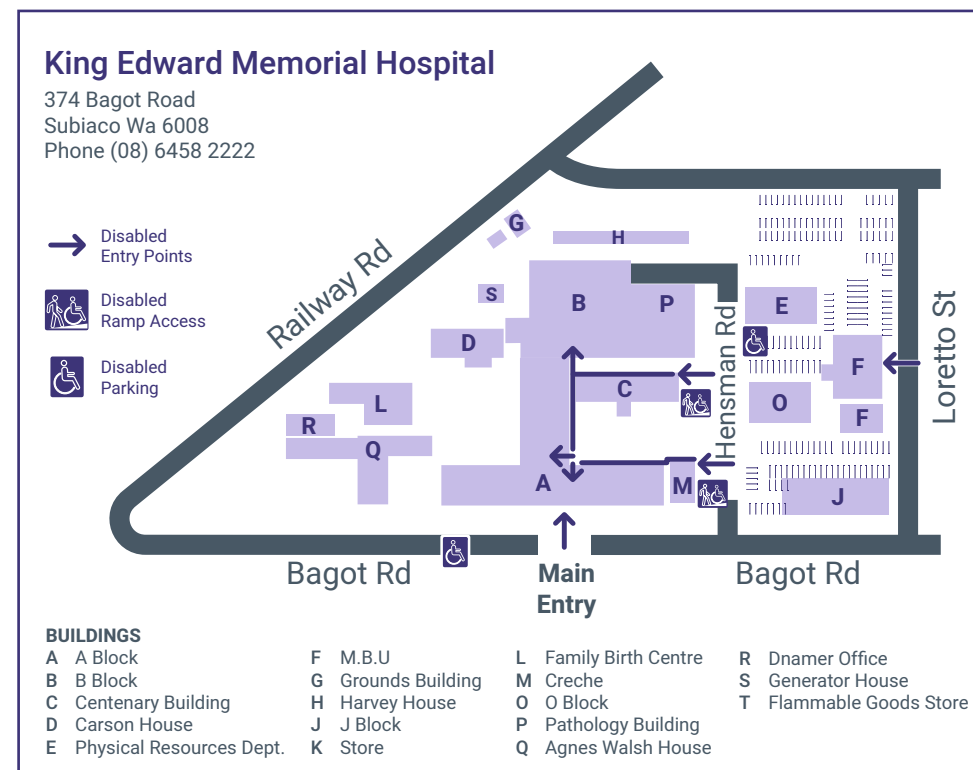 King Edward Memorial Hospital
374 Bagot Road
Subiaco Wa 6008
Phone (08) 6458 2222
Disabled
Entry Points
Disabled
Ramp Access
Disabled
Parking
Railway Rd
G
H
S
B
P
E
D
Hensman Rd
F
Loretto St
L
C
O
R
F
Q
A
M
J
Bagot Rd
Main
Entry
Bagot Rd
BUILDINGS
A A Block
B B Block
C Centenary Building
D Carson House
E Physical Resources Dept.
F M.B.U
G Grounds Building
H Harvey House
J J Block
K Store
L Family Birth Centre
M Creche
O O Block
P Pathology Building
Q Agnes Walsh House
R Dnamer Office
S Generator House
T Flammable Goods Store